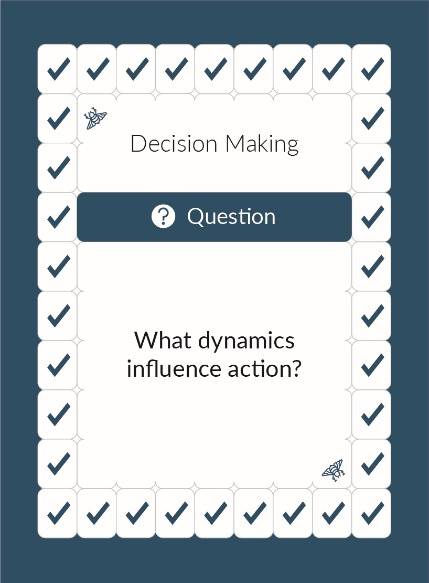 Decision Making
? Question
What dynamics
influence action?